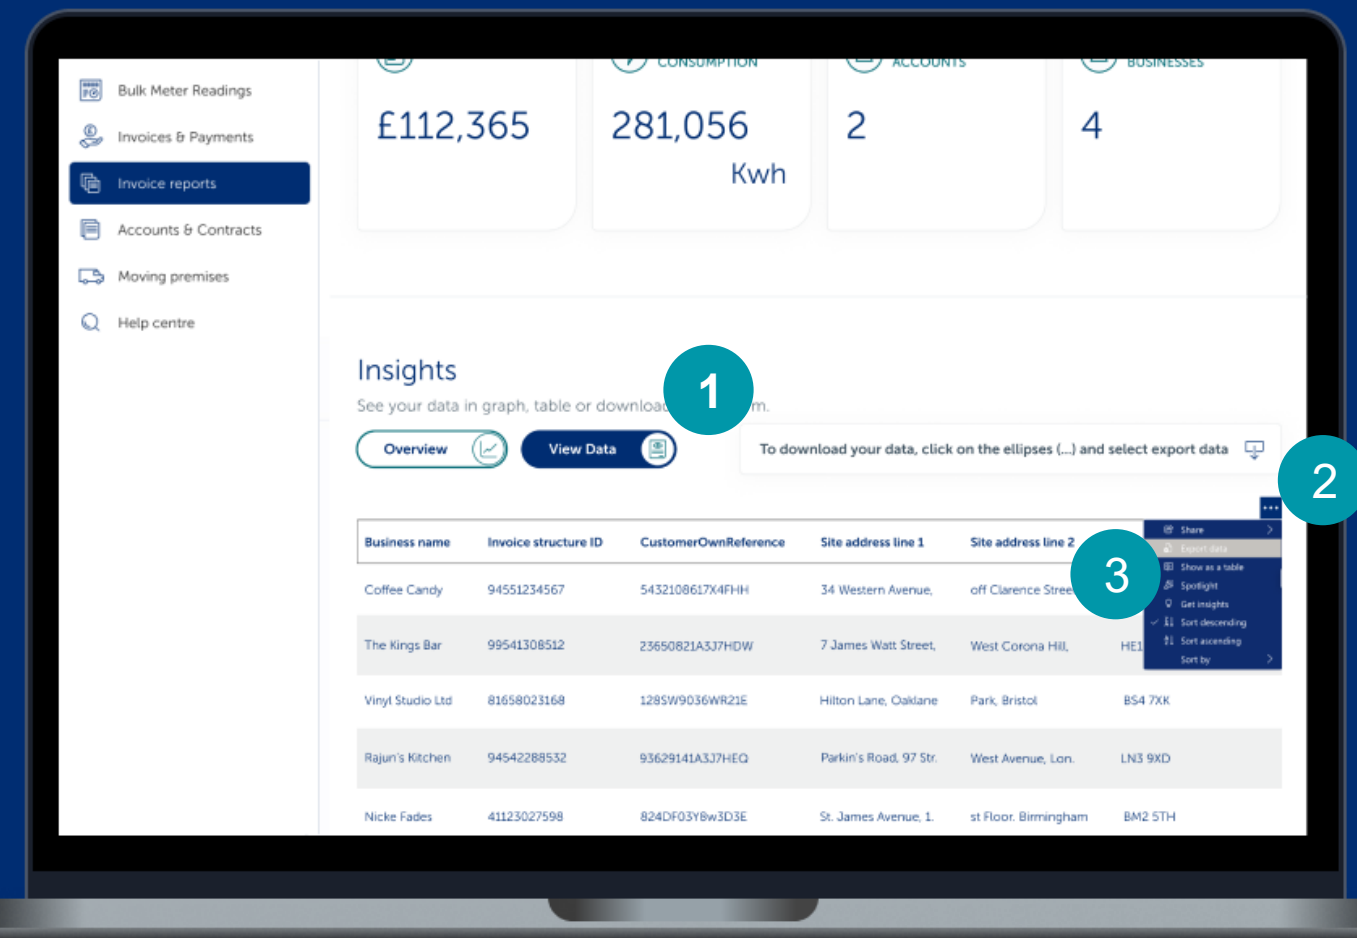 CONSUMPTION
ACCOUNTS
BUSINESSES
£112,365
281,056
Kwh
2
4
Bulk Meter Readings
Invoices & Payments
Invoice reports
Accounts & Contracts
Moving premises
Help centre
Insights
1
See your data in graph, table or download m.
Overview
View Data
To download your data, click on the ellipses (...) and select export data
2
...
Business name Invoice structure ID CustomerOwnReference Site address line 1 Site address line 2
Share
Export data
Show as a table
Spotlight
Get insights
Sort descending
Sort ascending
Sort by
3
Coffee Candy 94551234567 5432108617X4FHH 34 Western Avenue, off Clarence Stree
The Kings Bar 99541308512 23650821A3J7HDW 7 James Watt Street, West Corona Hill, HE1
Vinyl Studio Ltd 81658023168 128SW9036WR21E Hilton Lane, Oaklane Park, Bristol BS4 7XK
Rajun's Kitchen 94542288532 93629141A3J7HEQ Parkin's Road, 97 Str. West Avenue, Lon. LN3 9XD
Nicke Fades 41123027598 824DF03Y8w3D3E St. James Avenue, 1. st Floor. Birmingham BM2 5TH